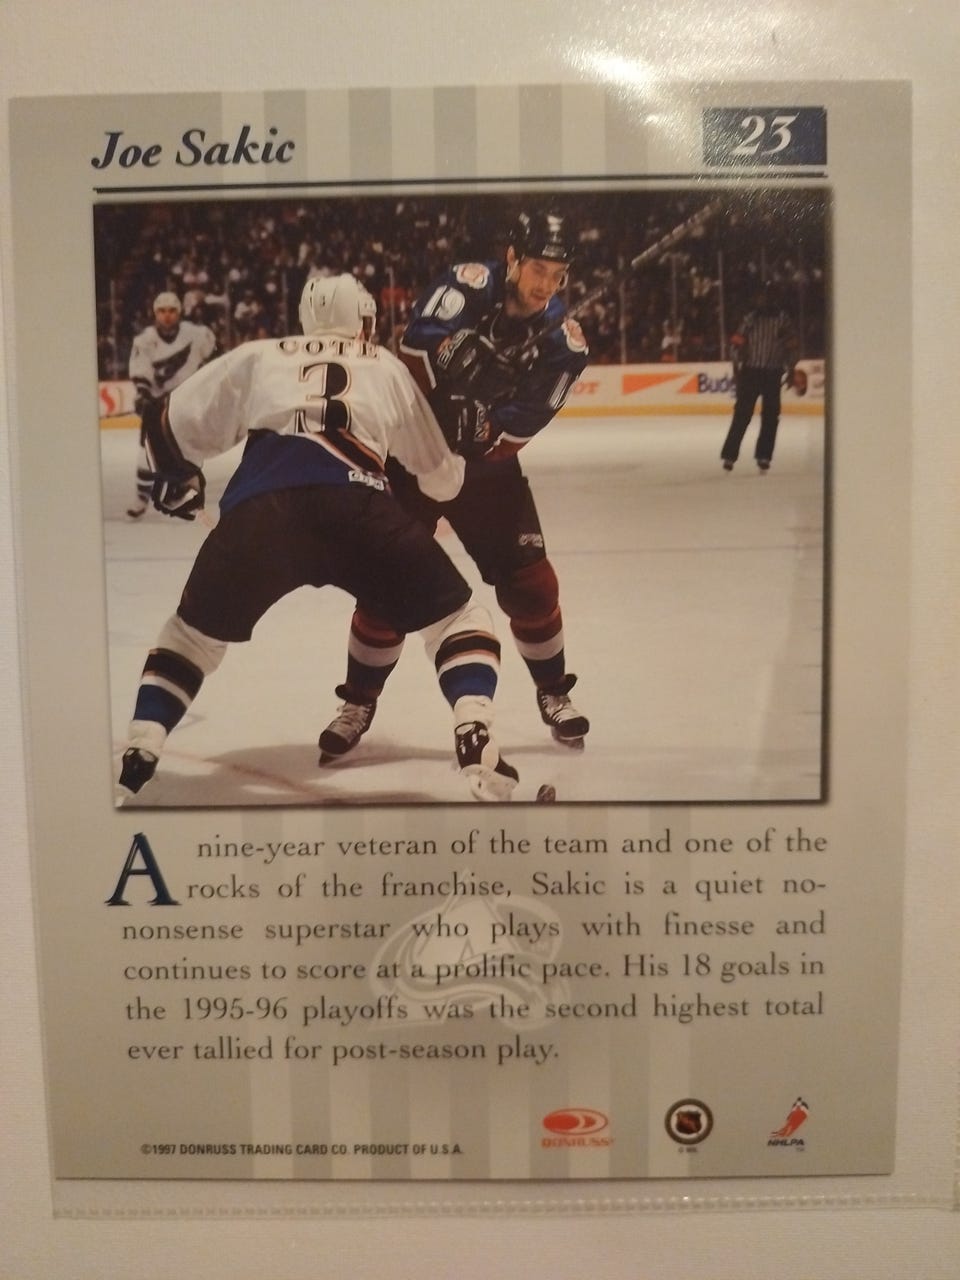 Joe Sakic
23
COTE
3
19
Bud
A nine-year veteran of the team and one of the
rocks of the franchise, Sakic is a quiet no-
nonsense superstar who plays with finesse and
continues to score at a prolific pace. His 18 goals in
the 1995-96 playoffs was the second highest total
ever tallied for post-season play.
©1997 DONRUSS TRADING CARD CO. PRODUCT OF U.S.A.
DONRUSS
NHLPA